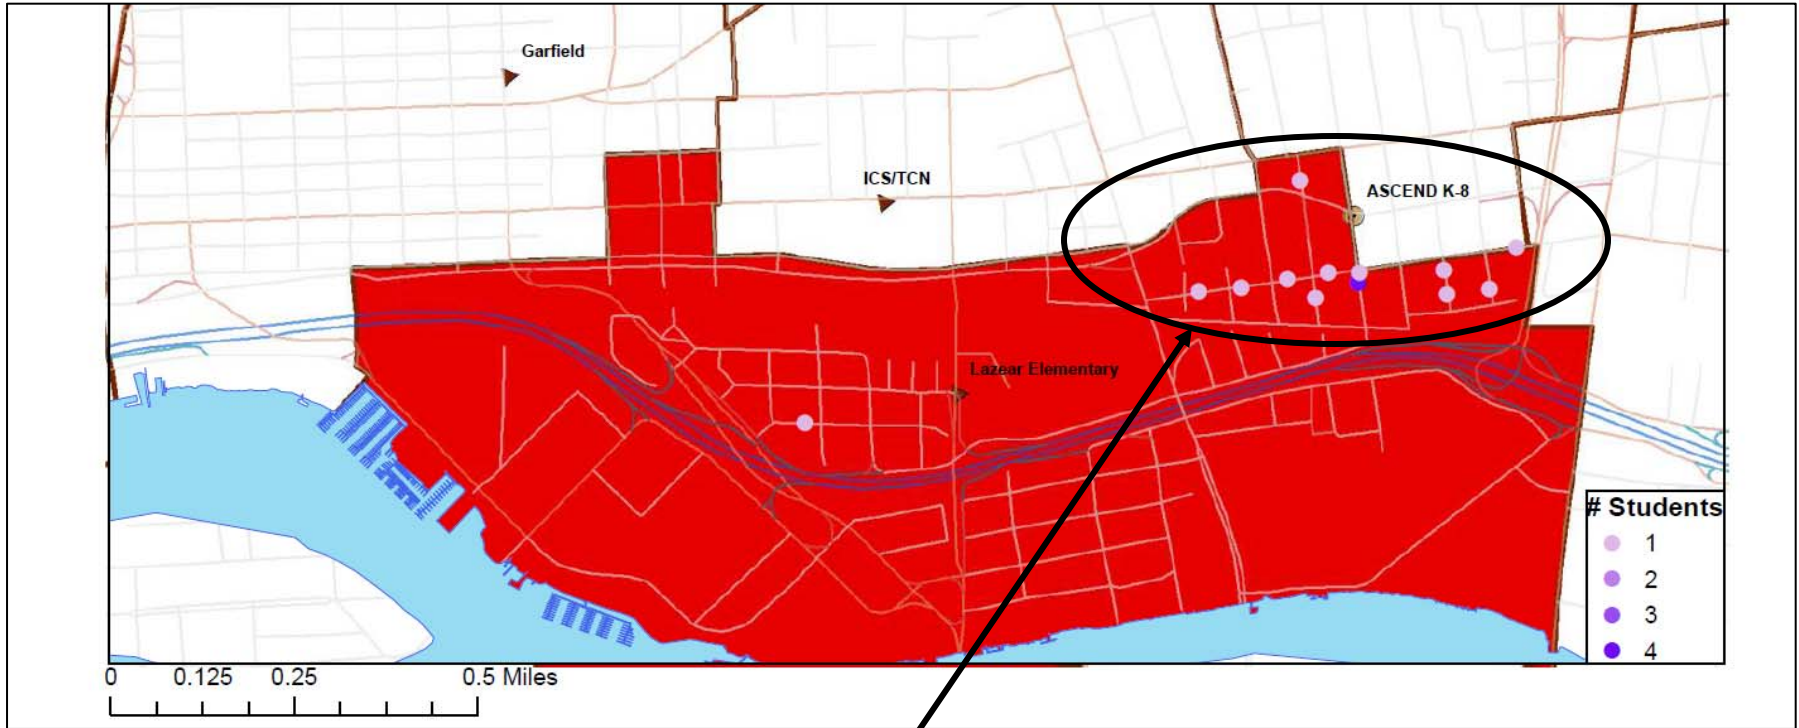 Garfield
ICS/TCN
ASCEND K-8
Lazear Elementary
# Students
1
2
3
4
0 0.125 0.25 0.5 Miles